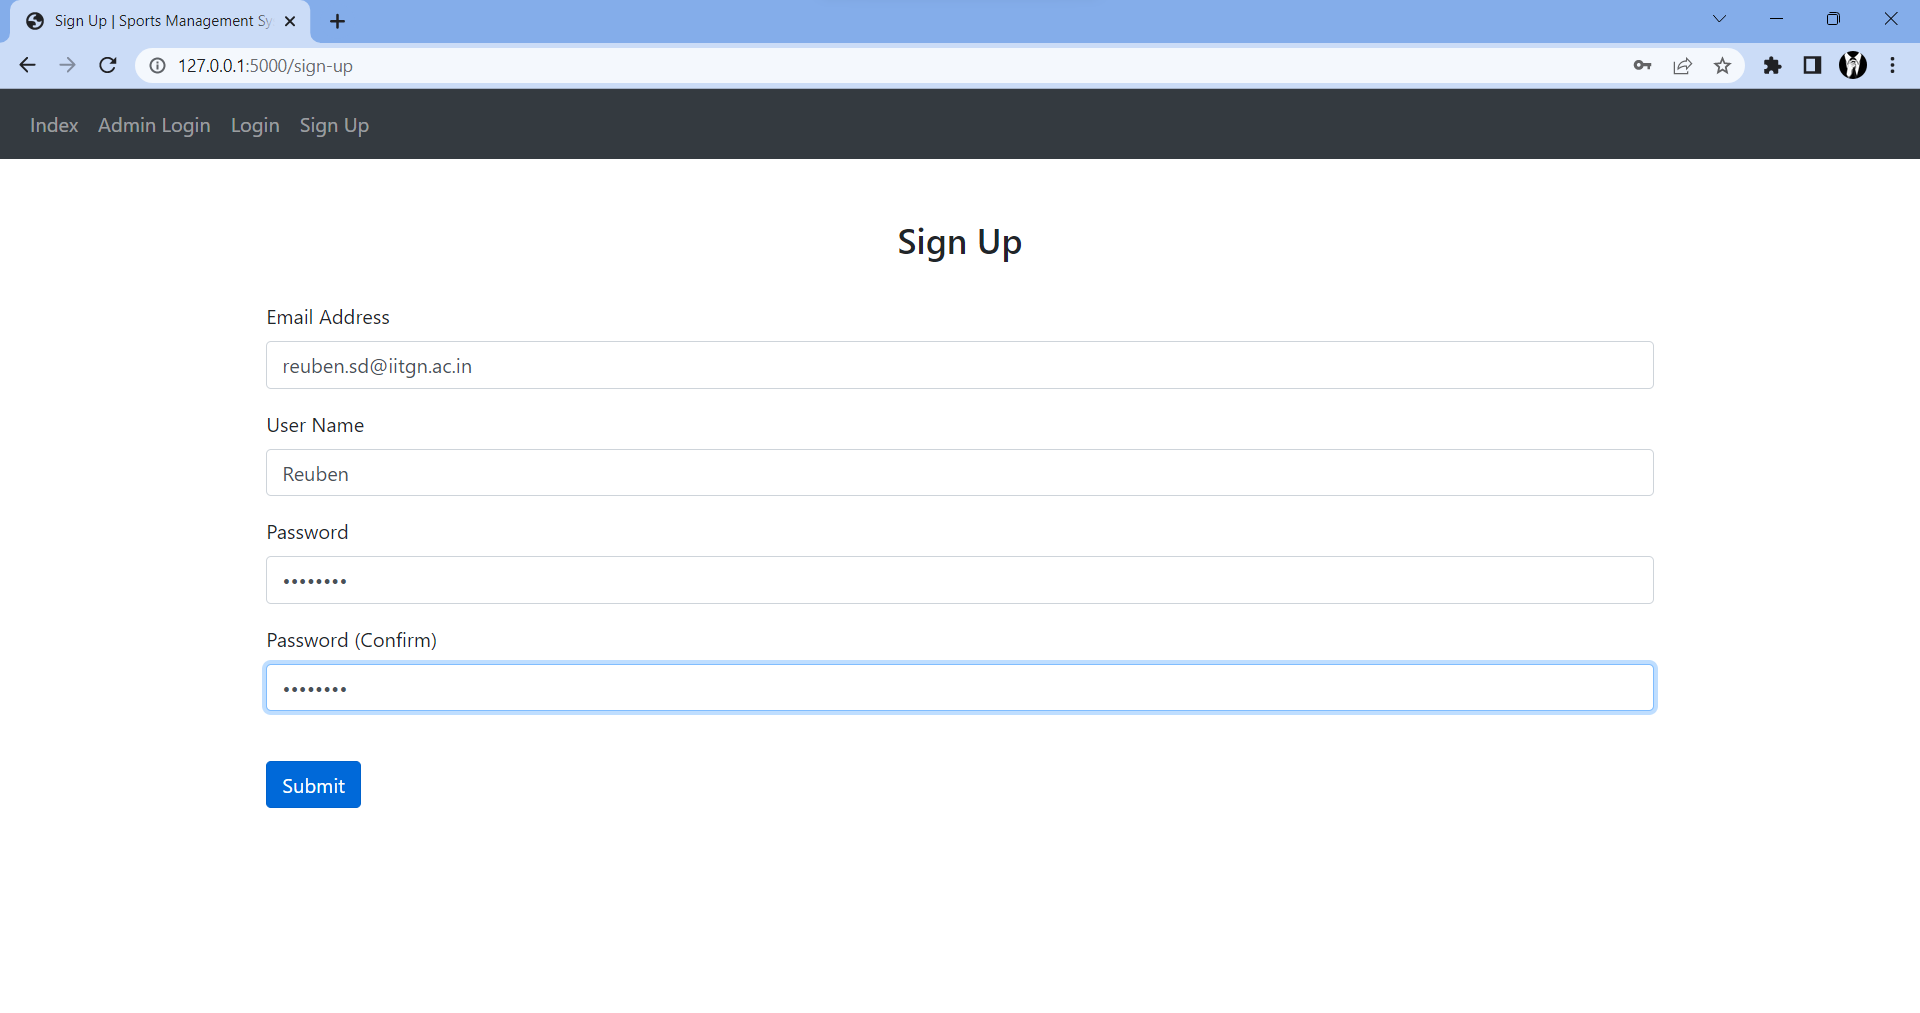 Sign Up | Sports Management Sy
127.0.0.1:5000/sign-up
Index Admin Login Login Sign Up
Sign Up
Email Address
reuben.sd@iitgn.ac.in
User Name
Reuben
Password
••••••••
Password (Confirm)
••••••••
Submit